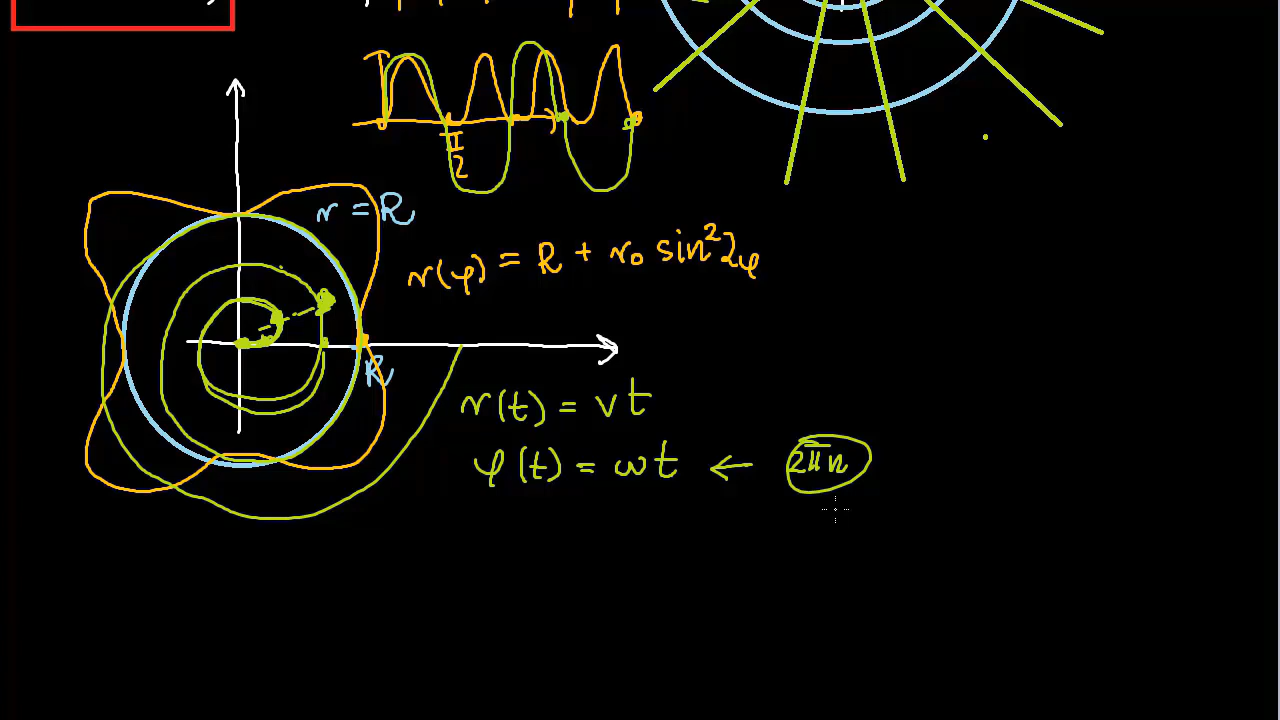 π/2
r = R
r(φ) = R + r₀ sin²2φ
R
r(t) = vt
φ(t) = ωt ← 2πn